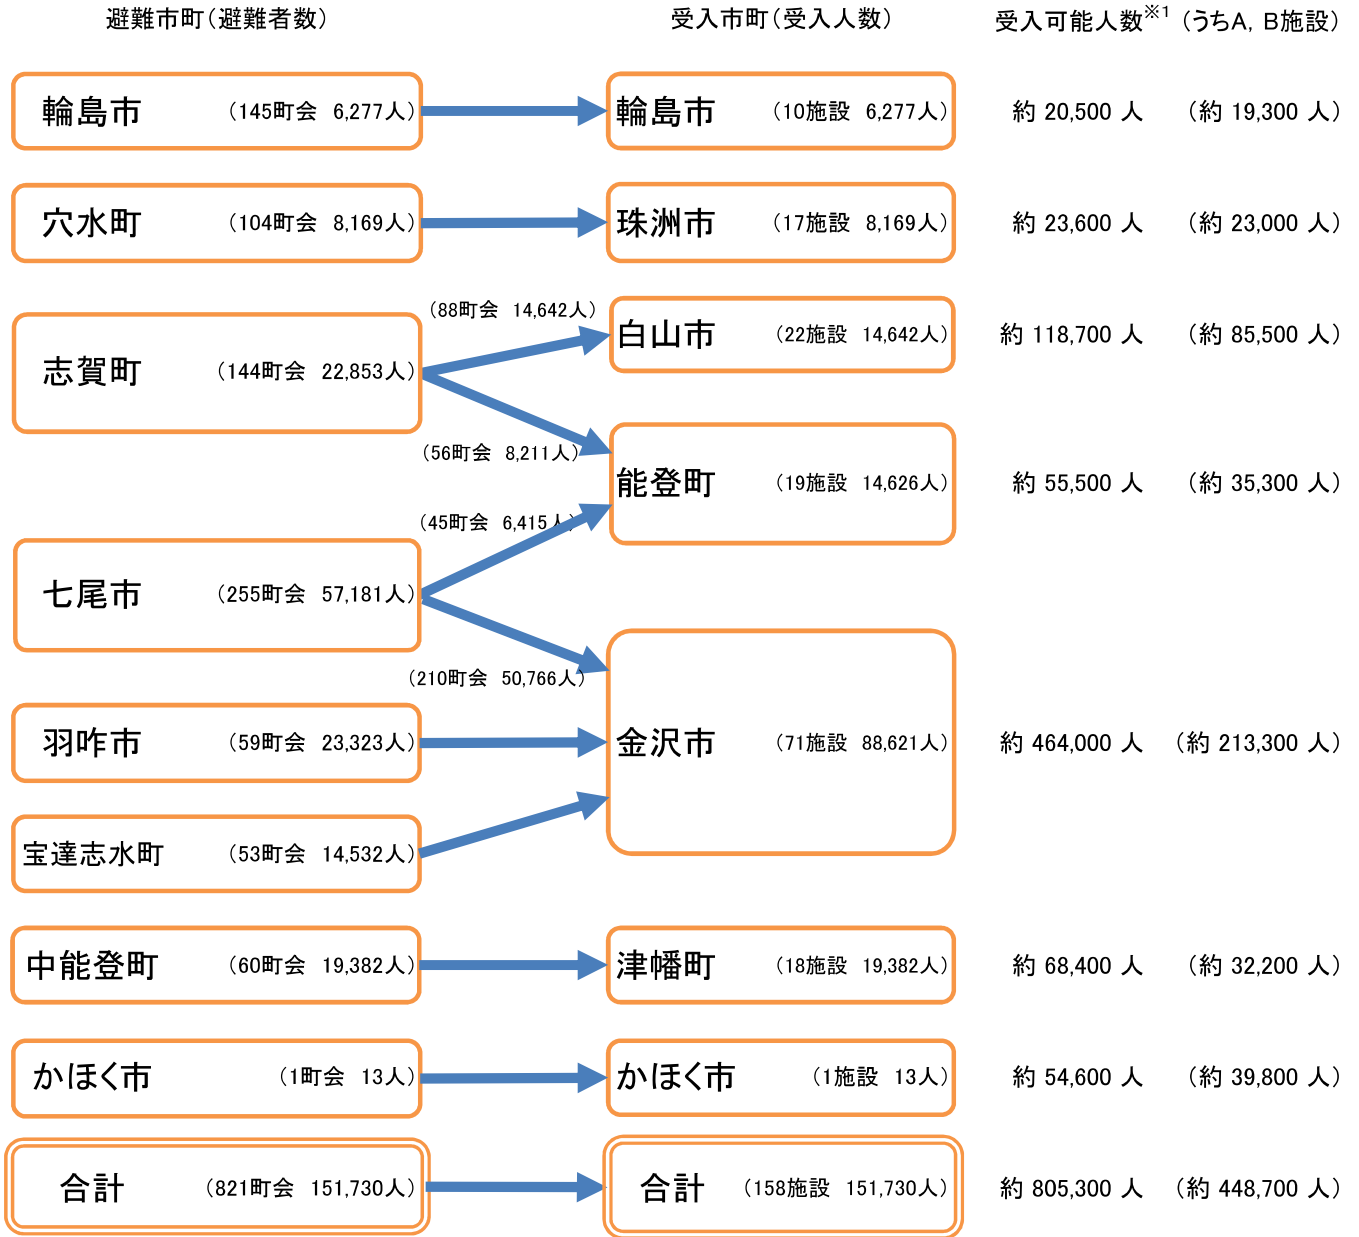 避難市町（避難者数） 受入市町（受入人数） 受入可能人数※1（うちA，B施設）
輪島市 （145町会 6,277人） 輪島市 （10施設 6,277人） 約 20,500 人 （約 19,300 人）
穴水町 （104町会 8,169人） 珠洲市 （17施設 8,169人） 約 23,600 人 （約 23,000 人）
（88町会 14,642人）
白山市 （22施設 14,642人） 約 118,700 人 （約 85,500 人）
志賀町 （144町会 22,853人）
（56町会 8,211人）
能登町 （19施設 14,626人） 約 55,500 人 （約 35,300 人）
（45町会 6,415人）
七尾市 （255町会 57,181人）
（210町会 50,766人）
羽咋市 （59町会 23,323人） 金沢市 （71施設 88,621人） 約 464,000 人 （約 213,300 人）
宝達志水町 （53町会 14,532人）
中能登町 （60町会 19,382人） 津幡町 （18施設 19,382人） 約 68,400 人 （約 32,200 人）
かほく市 （1町会 13人） かほく市 （1施設 13人） 約 54,600 人 （約 39,800 人）
合計 （821町会 151,730人） 合計 （158施設 151,730人） 約 805,300 人 （約 448,700 人）